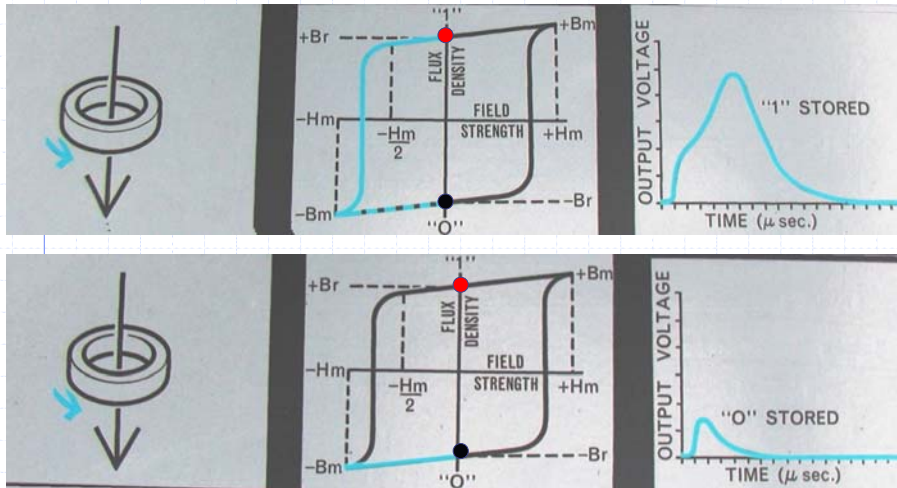 "1"
+Br
+Bm
FLUX
DENSITY
-Hm
-Hm
2
FIELD
STRENGTH
+Hm
-Bm
-Br
"0"
OUTPUT VOLTAGE
"1" STORED
TIME (μ sec.)
"1"
+Br
+Bm
FLUX
DENSITY
-Hm
-Hm
2
FIELD
STRENGTH
+Hm
-Bm
-Br
"0"
OUTPUT VOLTAGE
"0" STORED
TIME (μ sec.)